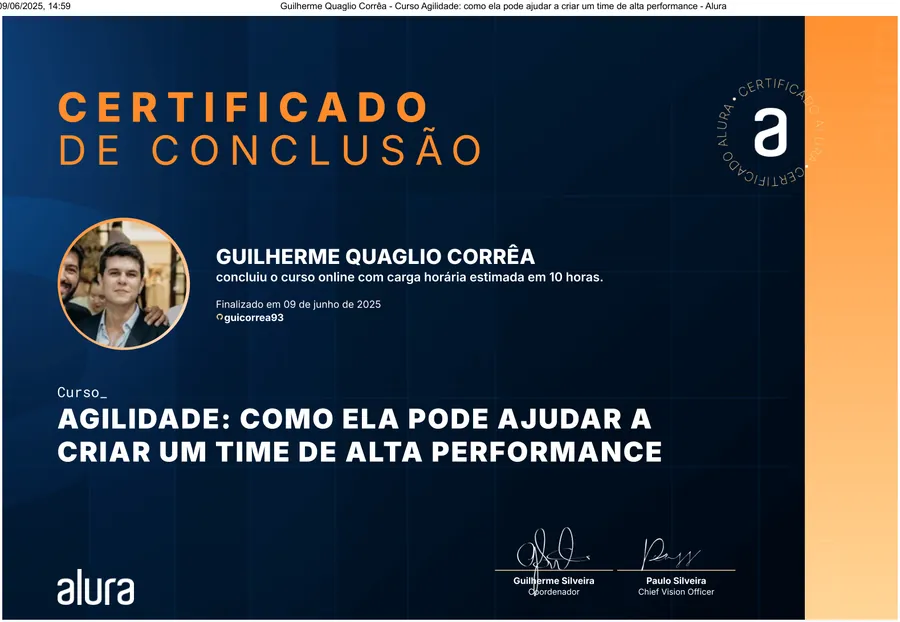 09/06/2025, 14:59
Guilherme Quaglio Corrêa - Curso Agilidade: como ela pode ajudar a criar um time de alta performance - Alura
CERTIFICADO
DE CONCLUSÃO
CERTIFICADO ALURA • CERTIFICADO ALURA •
a
GUILHERME QUAGLIO CORRÊA
concluiu o curso online com carga horária estimada em 10 horas.
Finalizado em 09 de junho de 2025
guicorrea93
Curso_
AGILIDADE: COMO ELA PODE AJUDAR A
CRIAR UM TIME DE ALTA PERFORMANCE
alura
Guilherme Silveira
Coordenador
Paulo Silveira
Chief Vision Officer